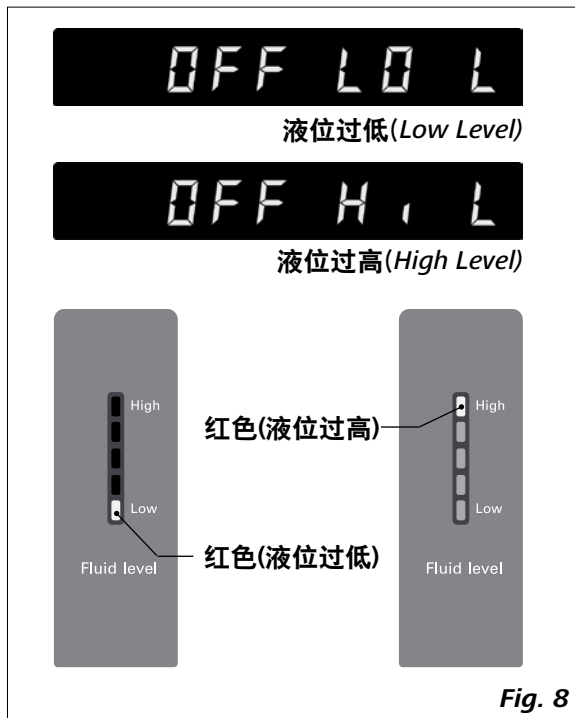 OFF LO L
液位过低(Low Level)
OFF Hi L
液位过高(High Level)
High
High
红色(液位过高)
Low
Low
红色(液位过低)
Fluid level
Fluid level
Fig. 8